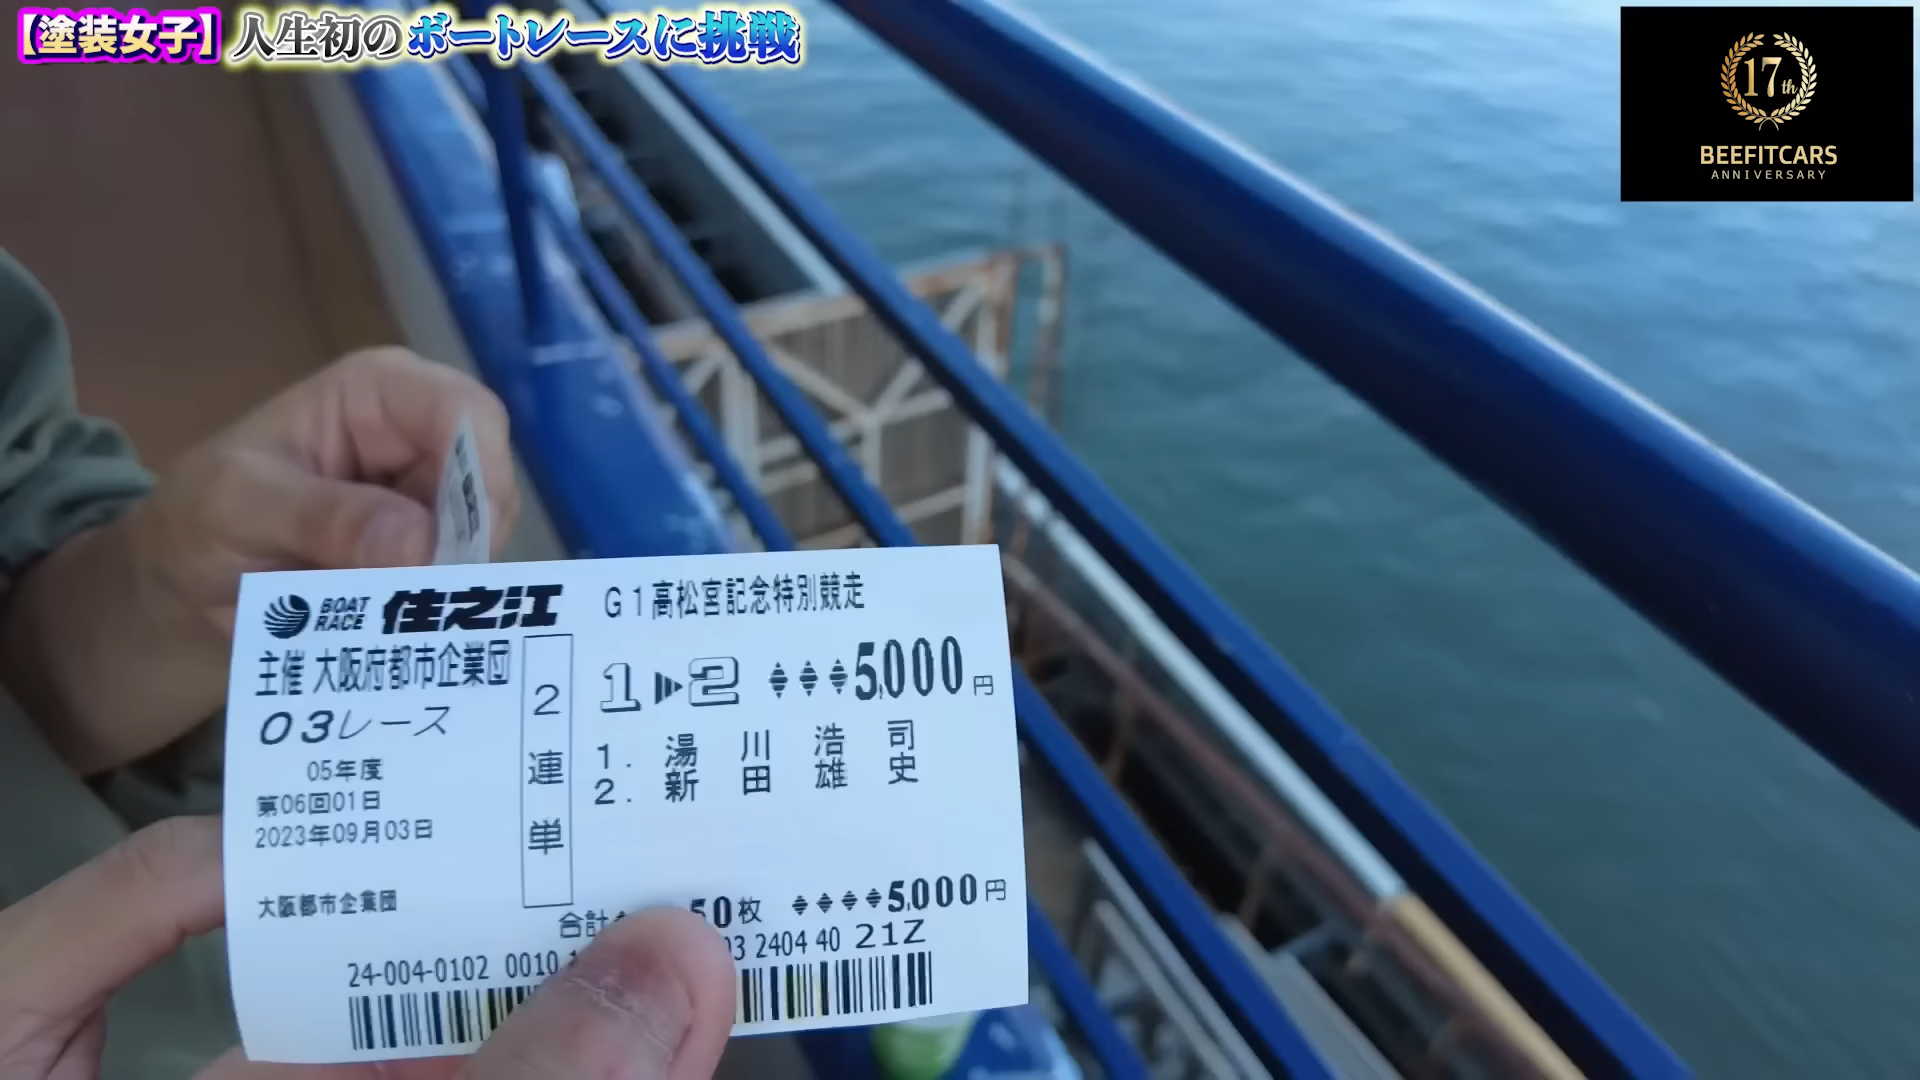 【塗装女子】人生初のボートレースに挑戦
17th
BEEFITCARS
ANNIVERSARY
BOAT RACE 住之江
G1高松宮記念特別競走
主催 大阪府都市企業団
03レース
05年度
第06回01日
2023年09月03日
大阪都市企業団
2連単
1▶2 5,000円
1. 湯川浩司
2. 新田雄史
合計 50枚 5,000円
24-004-0102 0010 03 2404 40 21Z